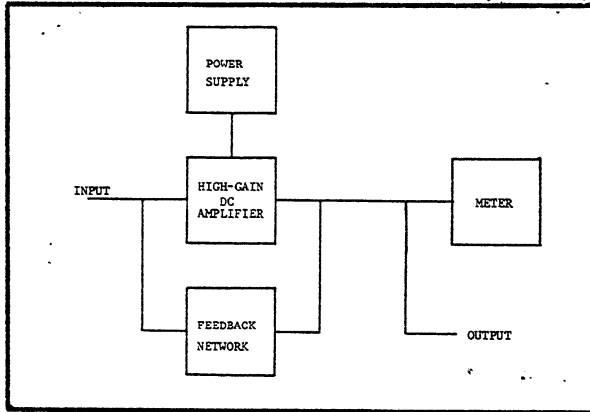 POWER
SUPPLY
INPUT
HIGH-GAIN
DC
AMPLIFIER
METER
FEEDBACK
NETWORK
OUTPUT